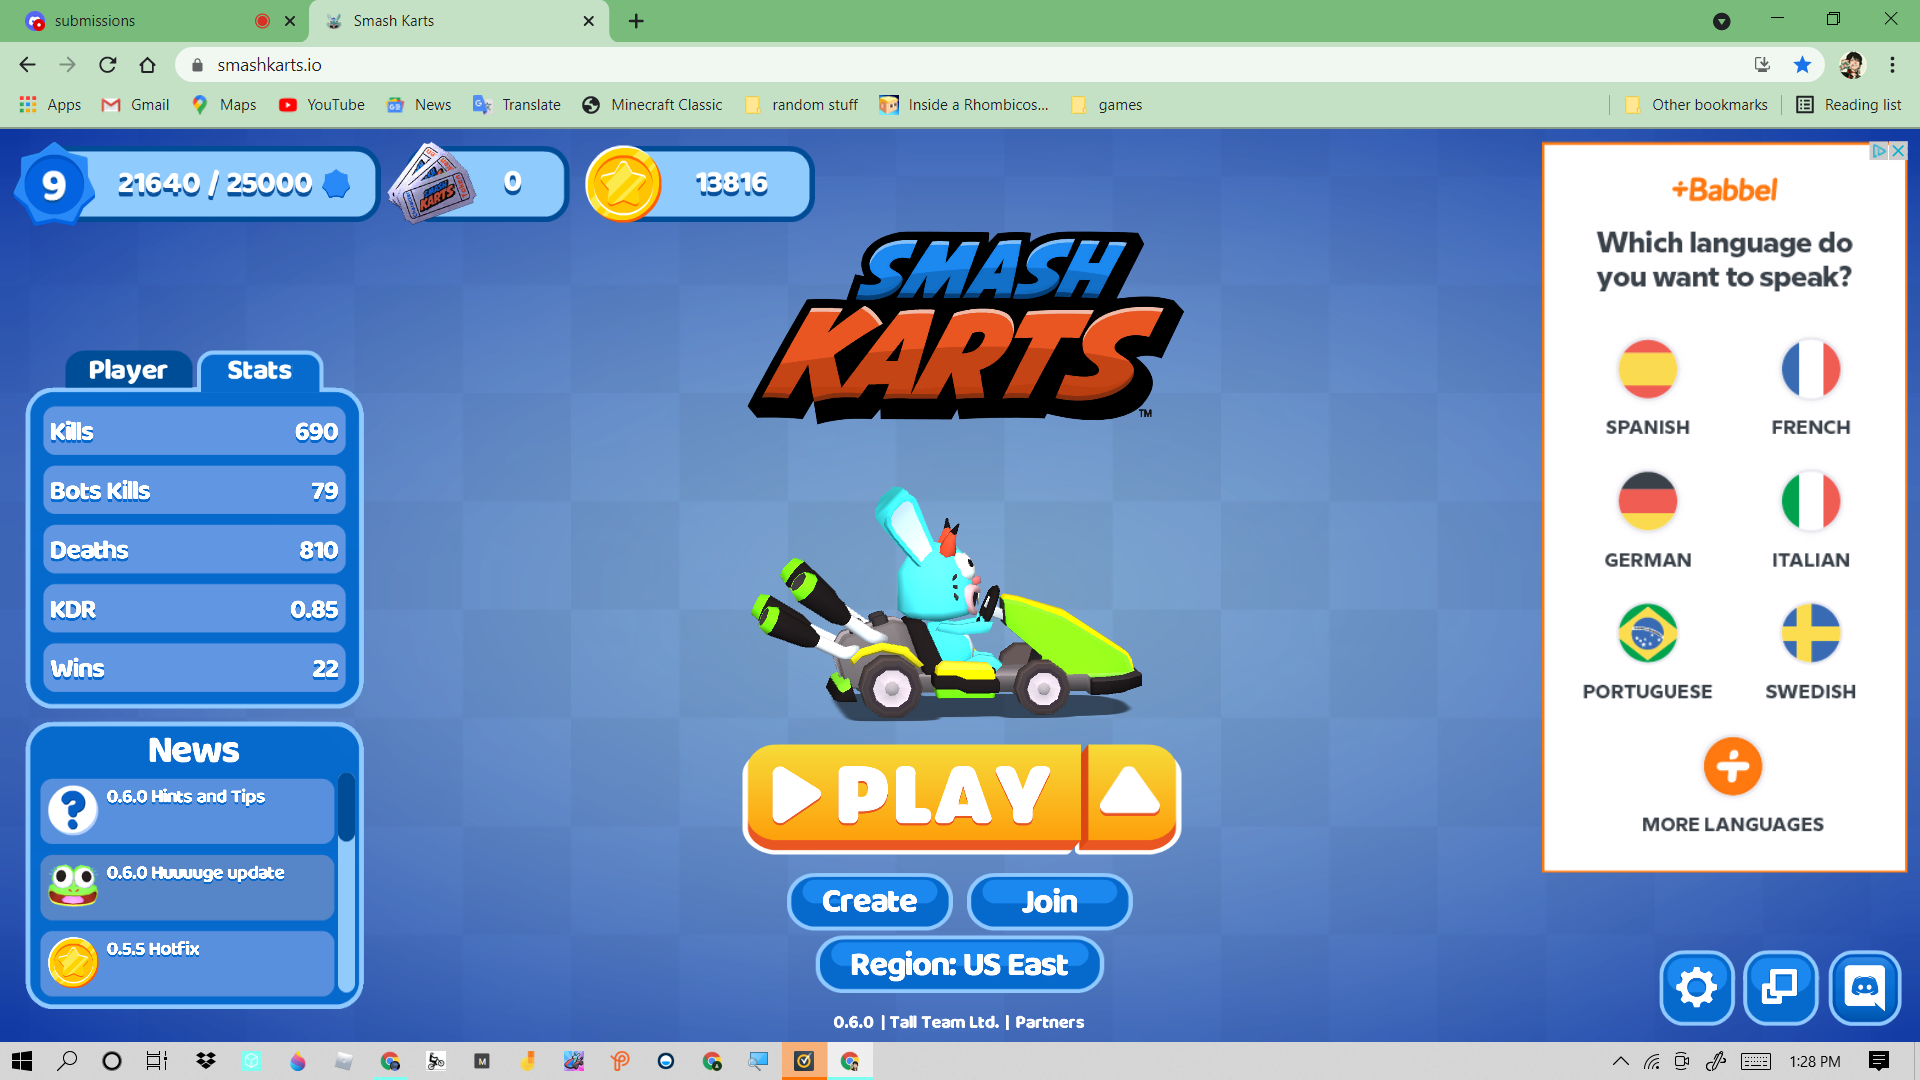 submissions
Smash Karts
smashkarts.io
Apps
Gmail
Maps
YouTube
News
Translate
Minecraft Classic
random stuff
Inside a Rhombicos...
games
Other bookmarks
Reading list
9
21640 / 25000
SMASH KARTS
0
13816
SMASH
KARTS
TM
Player
Stats
Kills 690
Bots Kills 79
Deaths 810
KDR 0.85
Wins 22
News
0.6.0 Hints and Tips
0.6.0 Huuuuge update
0.5.5 Hotfix
PLAY
Create
Join
Region: US East
0.6.0 | Tall Team Ltd. | Partners
+Babbel
Which language do
you want to speak?
SPANISH
FRENCH
GERMAN
ITALIAN
PORTUGUESE
SWEDISH
MORE LANGUAGES
M
1:28 PM